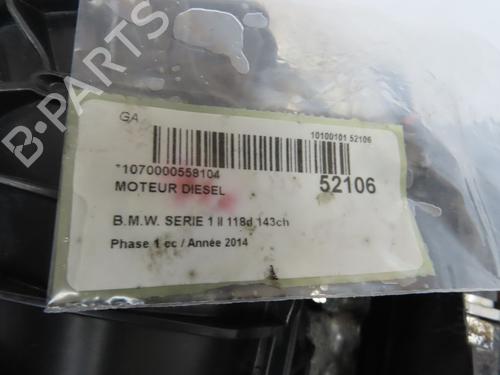 GA
10100101 52106
*1070000558104
MOTEUR DIESEL
52106
B.M.W. SERIE 1 II 118d 143ch
Phase 1 cc / Année 2014
B-PARTS